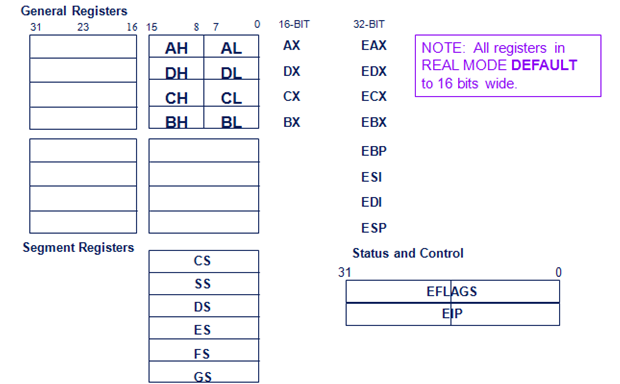 General Registers
31 23 16 15 8 7 0 16-BIT 32-BIT
AH AL AX EAX
DH DL DX EDX
CH CL CX ECX
BH BL BX EBX
EBP
ESI
EDI
ESP
NOTE: All registers in
REAL MODE DEFAULT
to 16 bits wide.
Segment Registers
CS
SS
DS
ES
FS
GS
Status and Control
31 0
EFLAGS
EIP